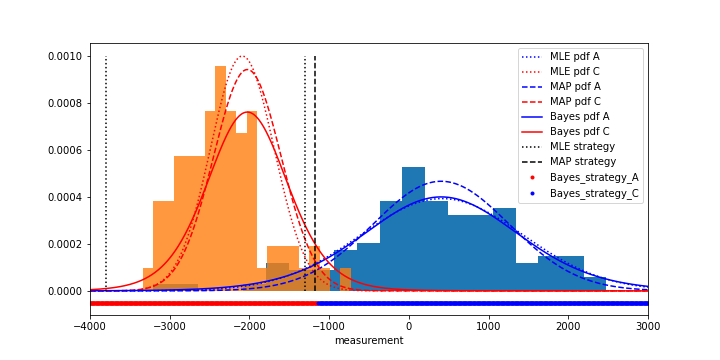 0.0010
0.0008
0.0006
0.0004
0.0002
0.0000
−4000 −3000 −2000 −1000 0 1000 2000 3000
measurement
MLE pdf A
MLE pdf C
MAP pdf A
MAP pdf C
Bayes pdf A
Bayes pdf C
MLE strategy
MAP strategy
Bayes_strategy_A
Bayes_strategy_C